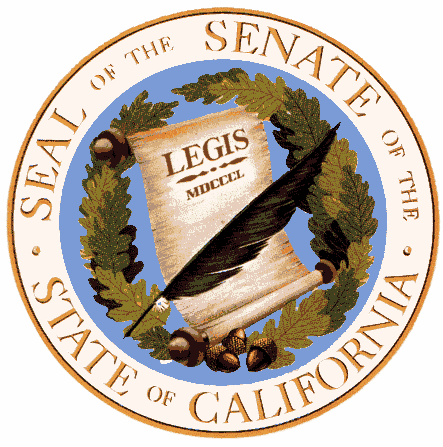 SEAL OF THE SENATE OF THE
STATE OF CALIFORNIA
LEGIS
MDCCCL